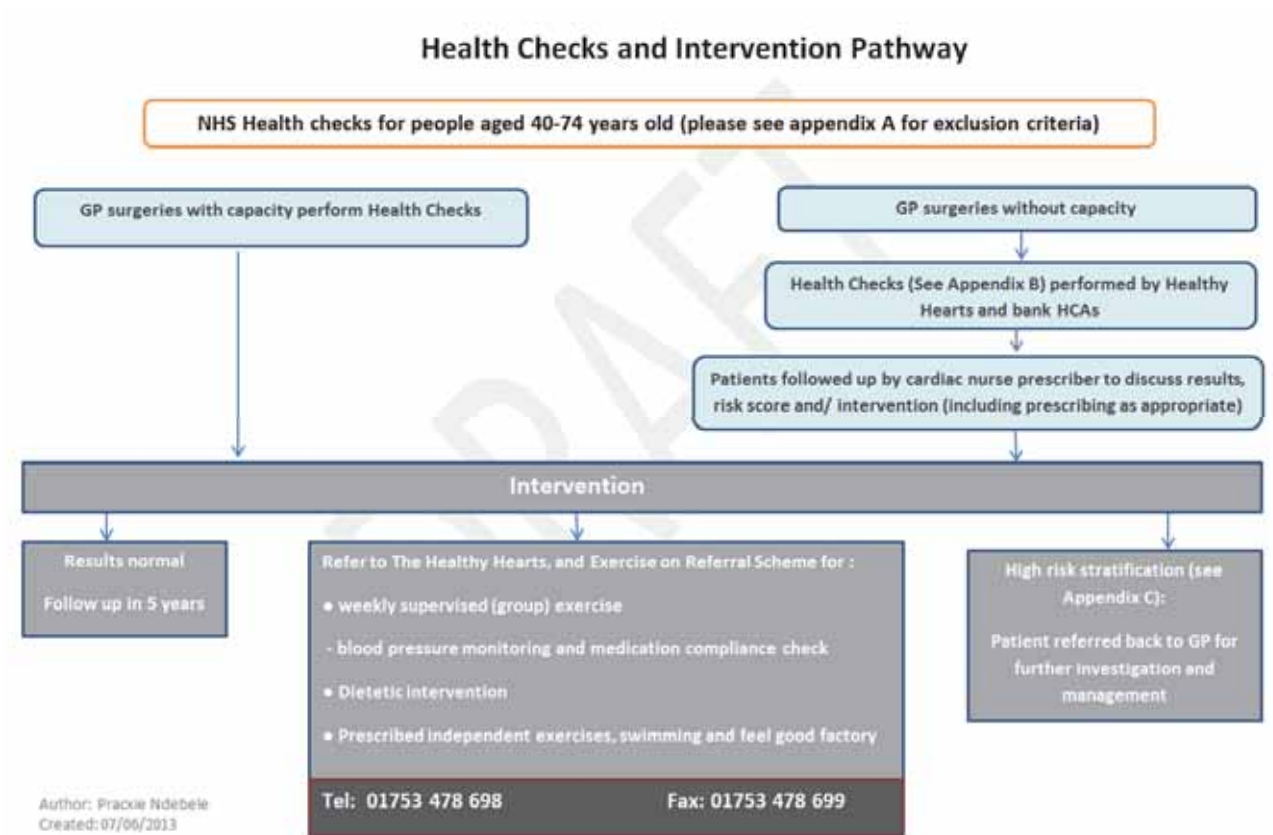 Health Checks and Intervention Pathway
NHS Health checks for people aged 40-74 years old (please see appendix A for exclusion criteria)
GP surgeries with capacity perform Health Checks
GP surgeries without capacity
Health Checks (See Appendix B) performed by Healthy
Hearts and bank HCAs
Patients followed up by cardiac nurse prescriber to discuss results,
risk score and/ intervention (including prescribing as appropriate)
DRAFT
Intervention
Results normal
Follow up in 5 years
Refer to The Healthy Hearts, and Exercise on Referral Scheme for :
● weekly supervised (group) exercise
- blood pressure monitoring and medication compliance check
● Dietetic intervention
● Prescribed independent exercises, swimming and feel good factory
Tel: 01753 478 698 Fax: 01753 478 699
High risk stratification (see
Appendix C):
Patient referred back to GP for
further investigation and
management
Author: Pracxie Ndebele
Created: 07/06/2013